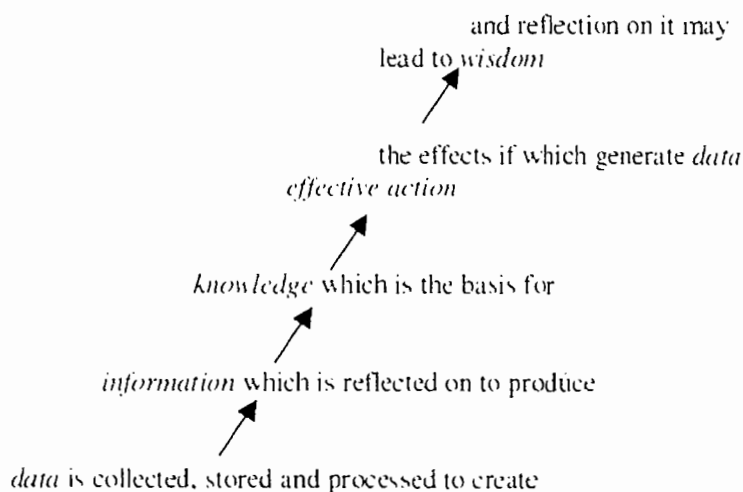 and reflection on it may
lead to wisdom
the effects if which generate data
effective action
knowledge which is the basis for
information which is reflected on to produce
data is collected, stored and processed to create